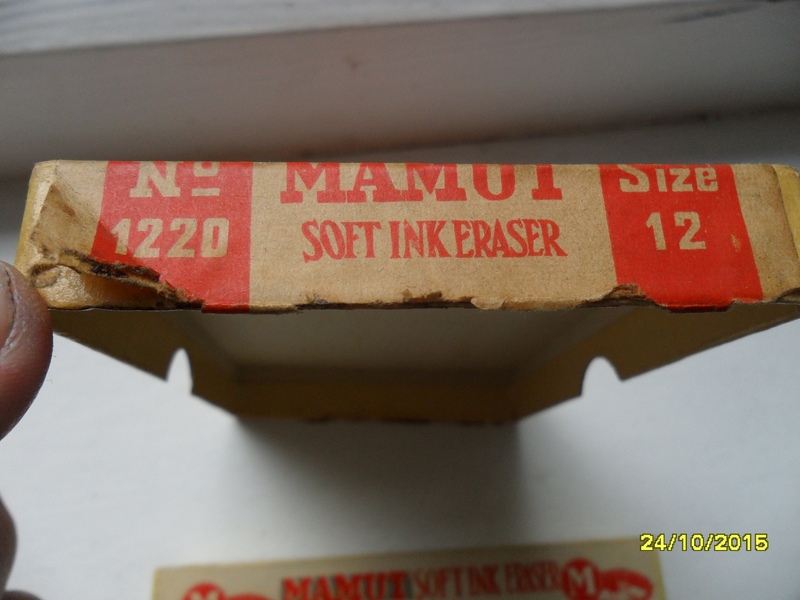 No MAMUT Size
1220 SOFT INK ERASER 12
24/10/2015
M MAMUT SOFT INK ERASER M